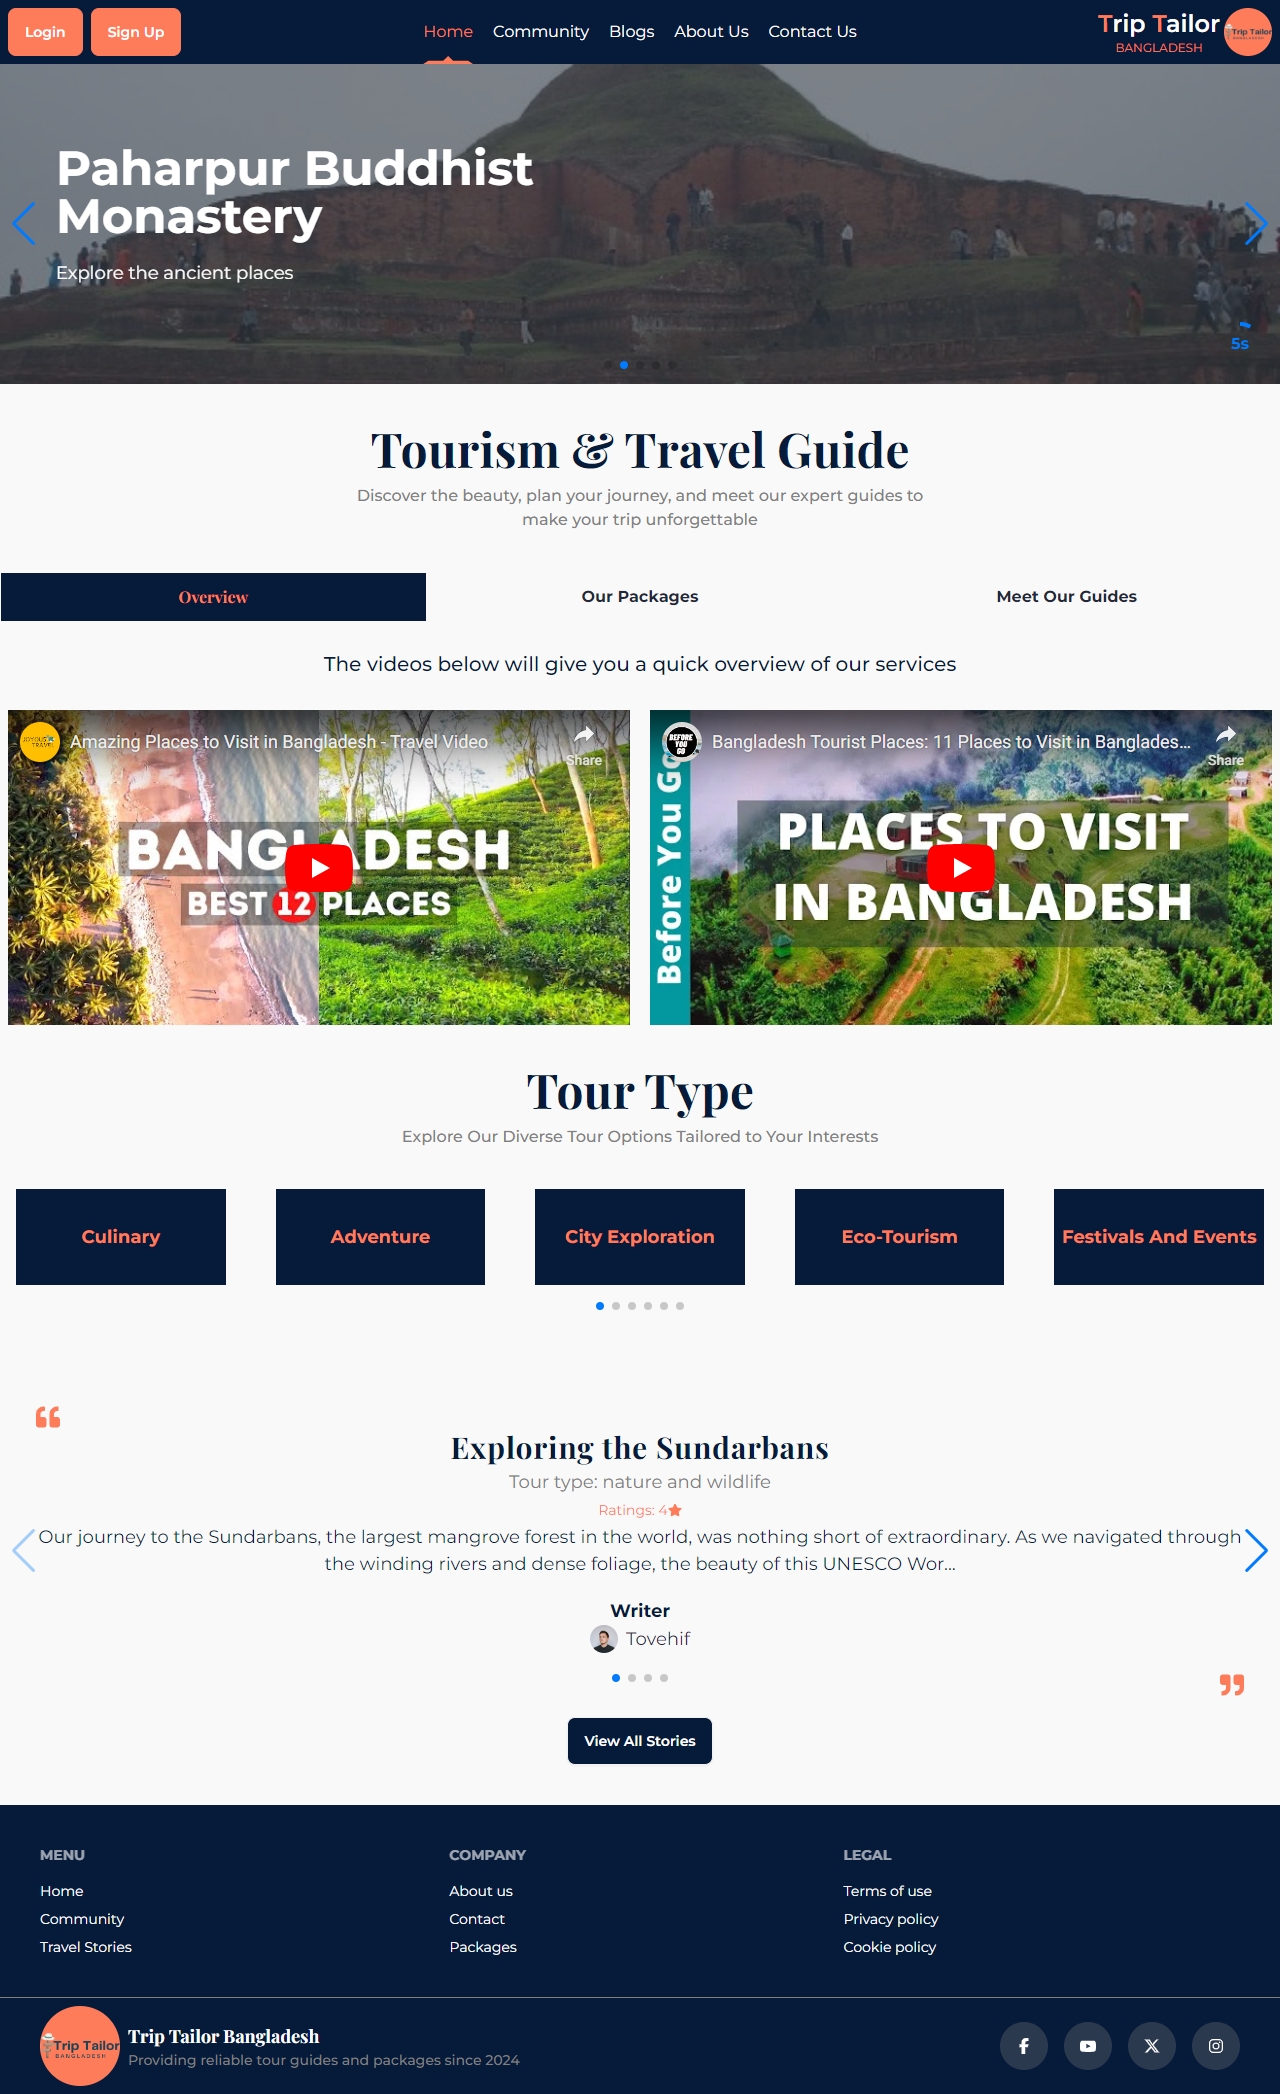 Login
Sign Up
Home
Community
Blogs
About Us
Contact Us
Trip Tailor
BANGLADESH
Trip Tailor
BANGLADESH
Paharpur Buddhist
Monastery
Explore the ancient places
5s
Tourism & Travel Guide
Discover the beauty, plan your journey, and meet our expert guides to
make your trip unforgettable
Overview
Our Packages
Meet Our Guides
The videos below will give you a quick overview of our services
JOYOUS TRAVEL
Amazing Places to Visit in Bangladesh - Travel Video
Share
BANGLADESH
BEST 12 PLACES
BEFORE
YOU
GO
Bangladesh Tourist Places: 11 Places to Visit in Banglades...
Share
Before You Go
PLACES TO VISIT
IN BANGLADESH
Tour Type
Explore Our Diverse Tour Options Tailored to Your Interests
Culinary
Adventure
City Exploration
Eco-Tourism
Festivals And Events
Exploring the Sundarbans
Tour type: nature and wildlife
Ratings: 4
Our journey to the Sundarbans, the largest mangrove forest in the world, was nothing short of extraordinary. As we navigated through
the winding rivers and dense foliage, the beauty of this UNESCO Wor...
Writer
Tovehif
View All Stories
MENU
Home
Community
Travel Stories
COMPANY
About us
Contact
Packages
LEGAL
Terms of use
Privacy policy
Cookie policy
Trip Tailor
BANGLADESH
Trip Tailor Bangladesh
Providing reliable tour guides and packages since 2024